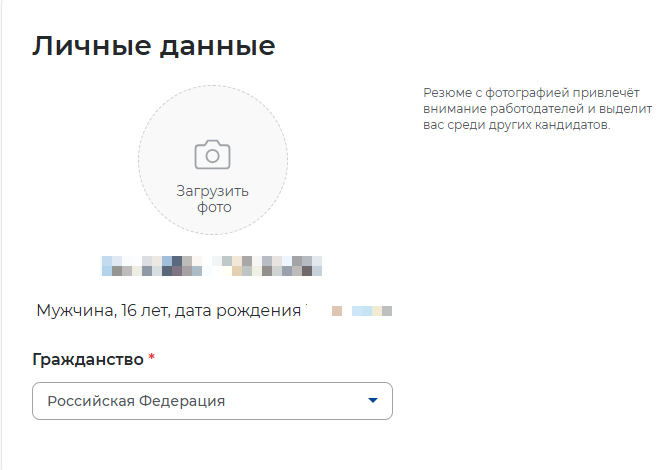 Личные данные
Резюме с фотографией привлечёт
внимание работодателей и выделит
вас среди других кандидатов.
Загрузить
фото
Мужчина, 16 лет, дата рождения
Гражданство *
Российская Федерация